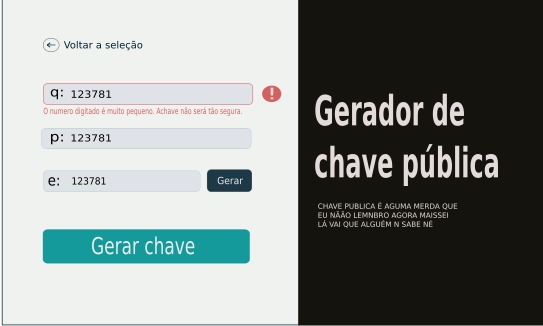 Voltar a seleção
q: 123781
!
O numero digitado é muito pequeno. Achave não será tão segura.
p: 123781
e: 123781
Gerar
Gerar chave
Gerador de
chave pública
CHAVE PUBLICA É AGUMA MERDA QUE
EU NÃÃO LEMNBRO AGORA MAISSEI
LÁ VAI QUE ALGUÉM N SABE NÉ